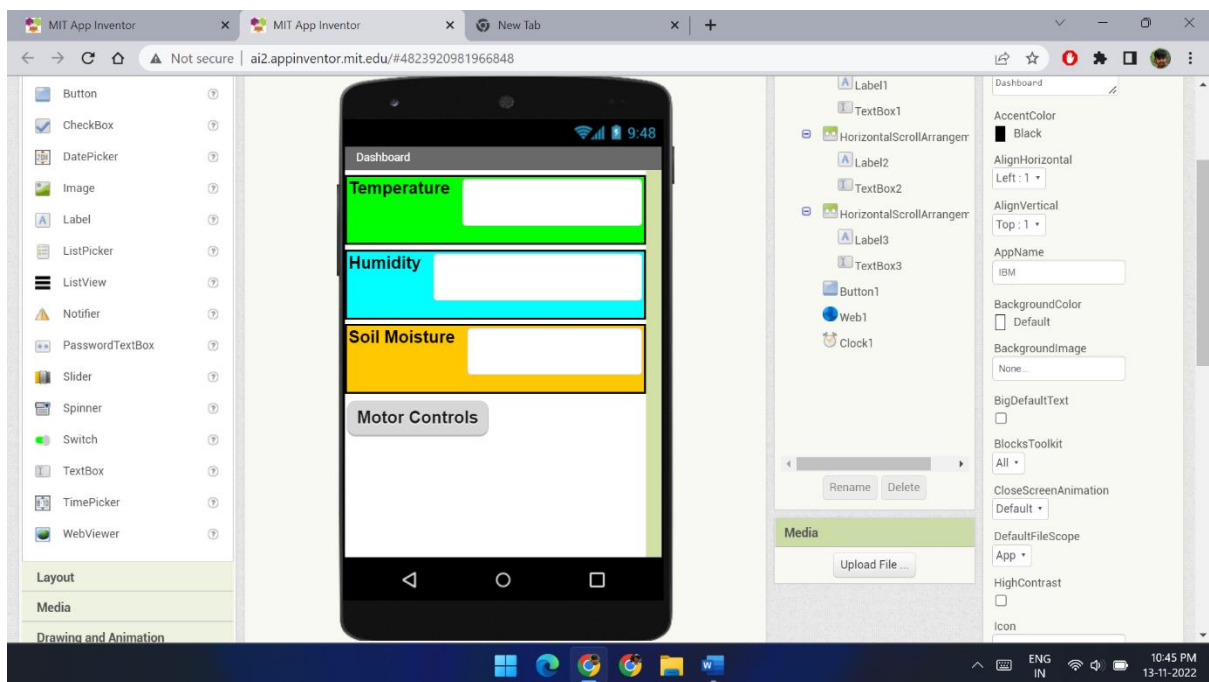 MIT App Inventor
MIT App Inventor
New Tab
Not secure
ai2.appinventor.mit.edu/#4823920981966848
Button
CheckBox
DatePicker
Image
Label
ListPicker
ListView
Notifier
PasswordTextBox
Slider
Spinner
Switch
TextBox
TimePicker
WebViewer
Layout
Media
Drawing and Animation
9:48
Dashboard
Temperature
Humidity
Soil Moisture
Motor Controls
Label1
TextBox1
HorizontalScrollArrangem
Label2
TextBox2
HorizontalScrollArrangem
Label3
TextBox3
Button1
Web1
Clock1
Rename Delete
Media
Upload File ...
Dashboard
AccentColor
Black
AlignHorizontal
Left : 1
AlignVertical
Top : 1
AppName
IBM
BackgroundColor
Default
BackgroundImage
None...
BigDefaultText
BlocksToolkit
All
CloseScreenAnimation
Default
DefaultFileScope
App
HighContrast
Icon
ENG
IN
10:45 PM
13-11-2022